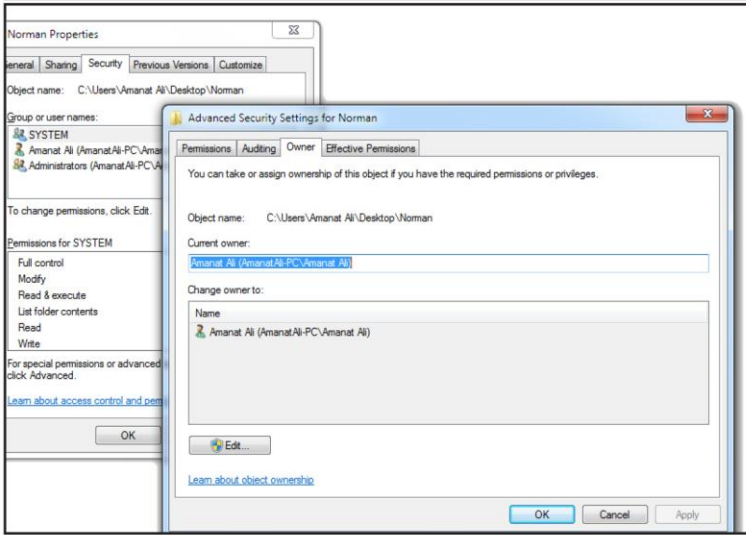 Norman Properties
General Sharing Security Previous Versions Customize
Object name: C:\Users\Amanat Ali\Desktop\Norman
Group or user names:
SYSTEM
Amanat Ali (AmanatAli-PC\Aman
Administrators (AmanatAli-PC\A
To change permissions, click Edit.
Permissions for SYSTEM
Full control
Modify
Read & execute
List folder contents
Read
Write
For special permissions or advanced
click Advanced.
Learn about access control and perm
OK
Advanced Security Settings for Norman
Permissions Auditing Owner Effective Permissions
You can take or assign ownership of this object if you have the required permissions or privileges.
Object name: C:\Users\Amanat Ali\Desktop\Norman
Current owner:
Amanat Ali (AmanatAli-PC\Amanat Ali)
Change owner to:
Name
Amanat Ali (AmanatAli-PC\Amanat Ali)
Edit...
Learn about object ownership
OK Cancel Apply